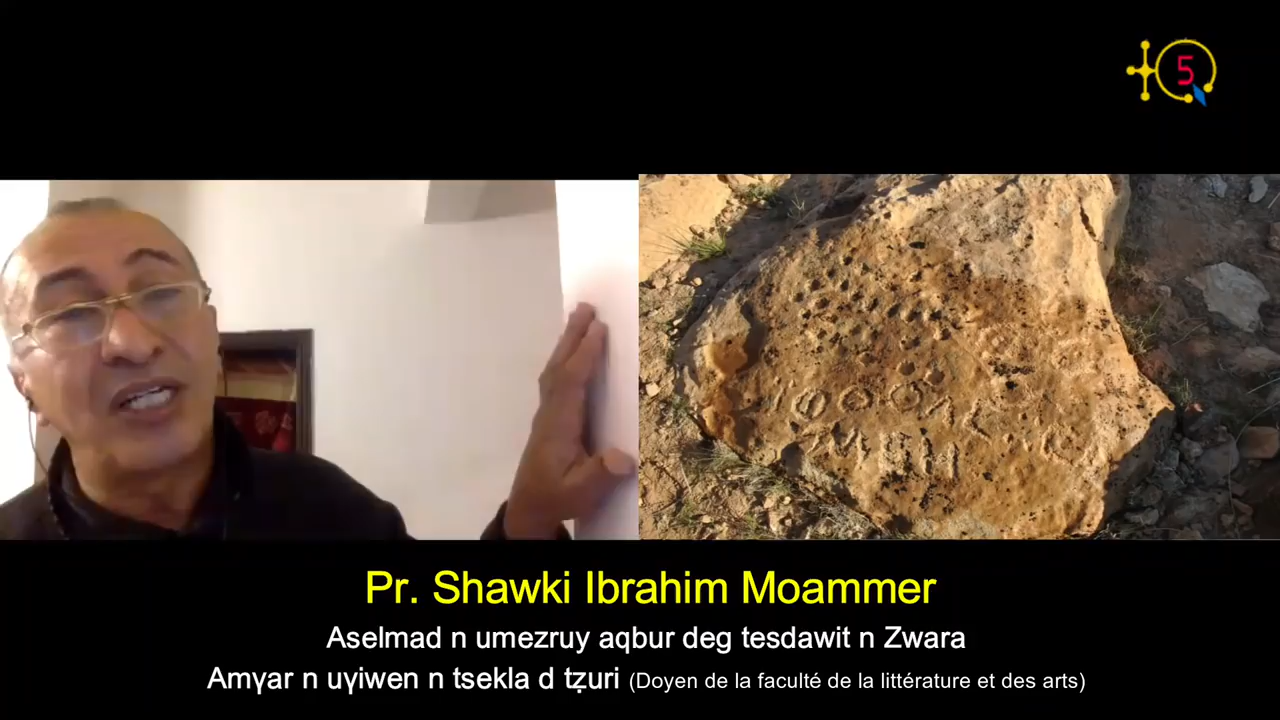 5
Pr. Shawki Ibrahim Moammer
Aselmad n umezruy aqbur deg tesdawit n Zwara
Amɣar n uɣiwen n tsekla d tẓuri (Doyen de la faculté de la littérature et des arts)